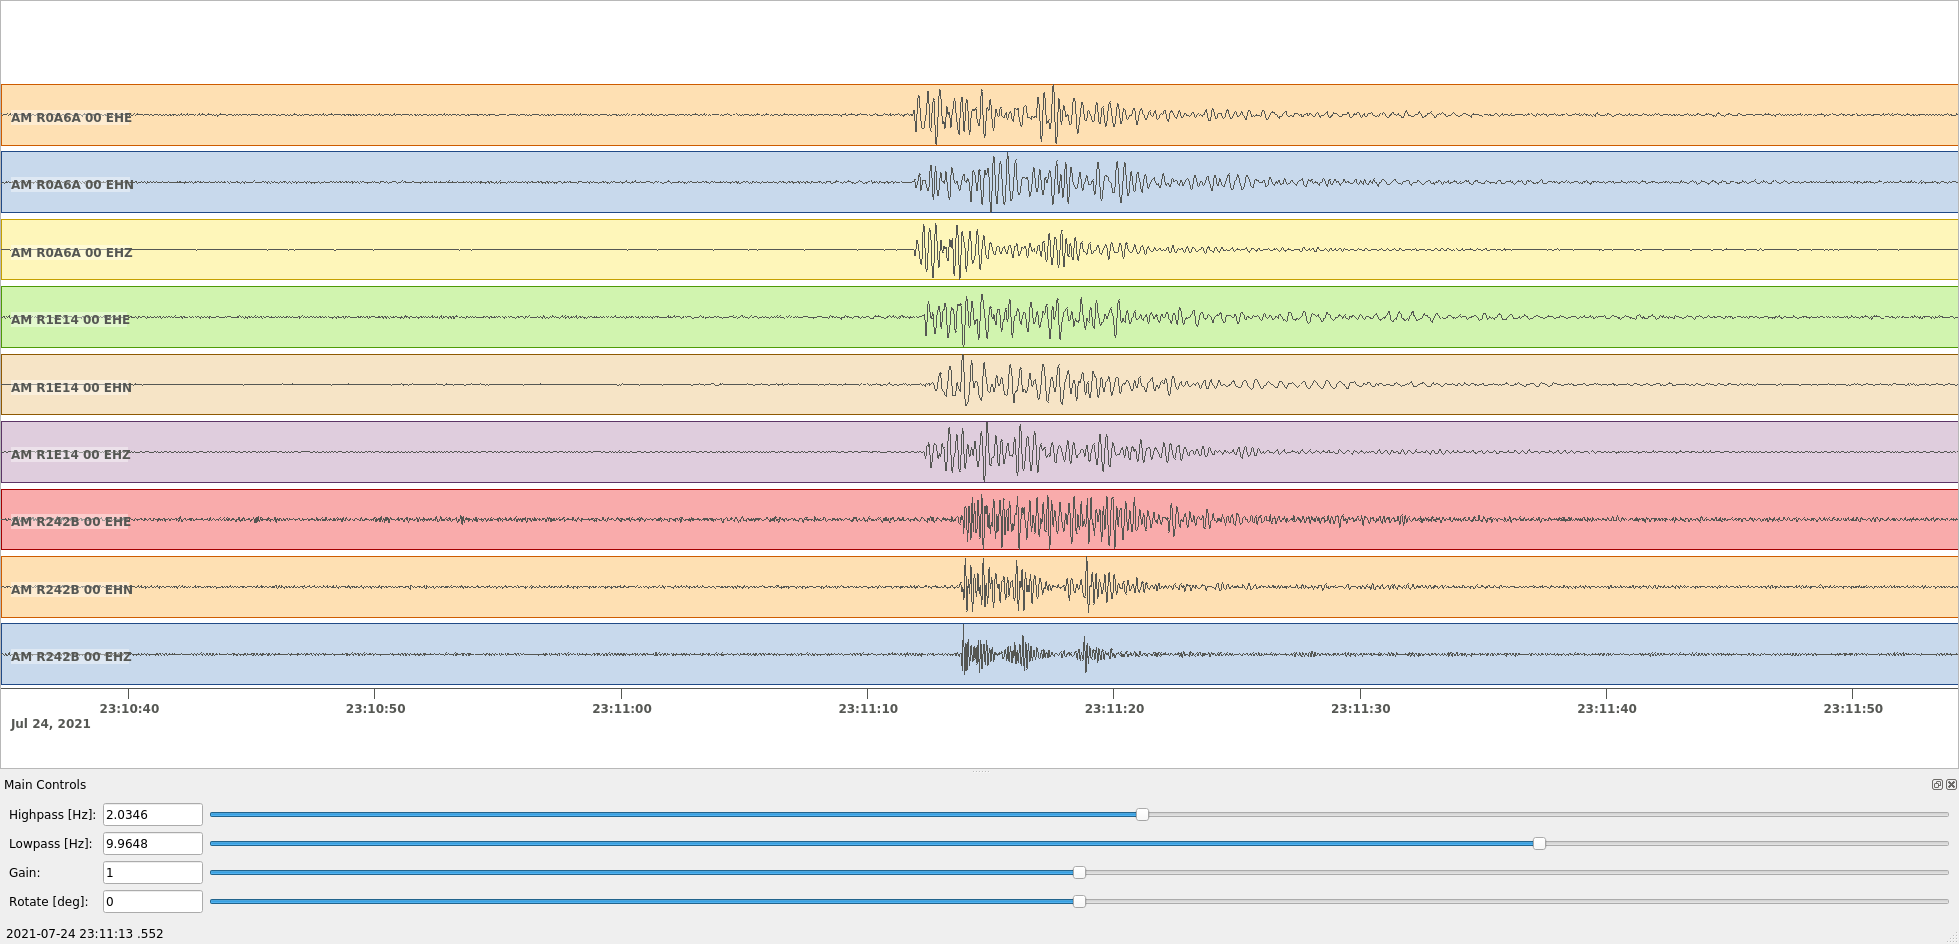 AM R0A6A 00 EHE
AM R0A6A 00 EHN
AM R0A6A 00 EHZ
AM R1E14 00 EHE
AM R1E14 00 EHN
AM R1E14 00 EHZ
AM R242B 00 EHE
AM R242B 00 EHN
AM R242B 00 EHZ
23:10:40 23:10:50 23:11:00 23:11:10 23:11:20 23:11:30 23:11:40 23:11:50
Jul 24, 2021
Main Controls
Highpass [Hz]: 2.0346
Lowpass [Hz]: 9.9648
Gain: 1
Rotate [deg]: 0
2021-07-24 23:11:13 .552